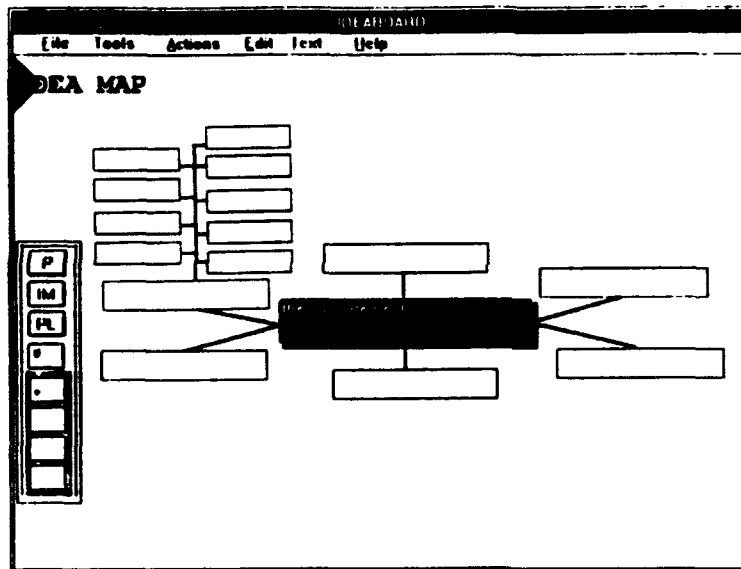 IDEABOARD
File Tools Actions Edit Text Help
IDEA MAP
P
IM
PL